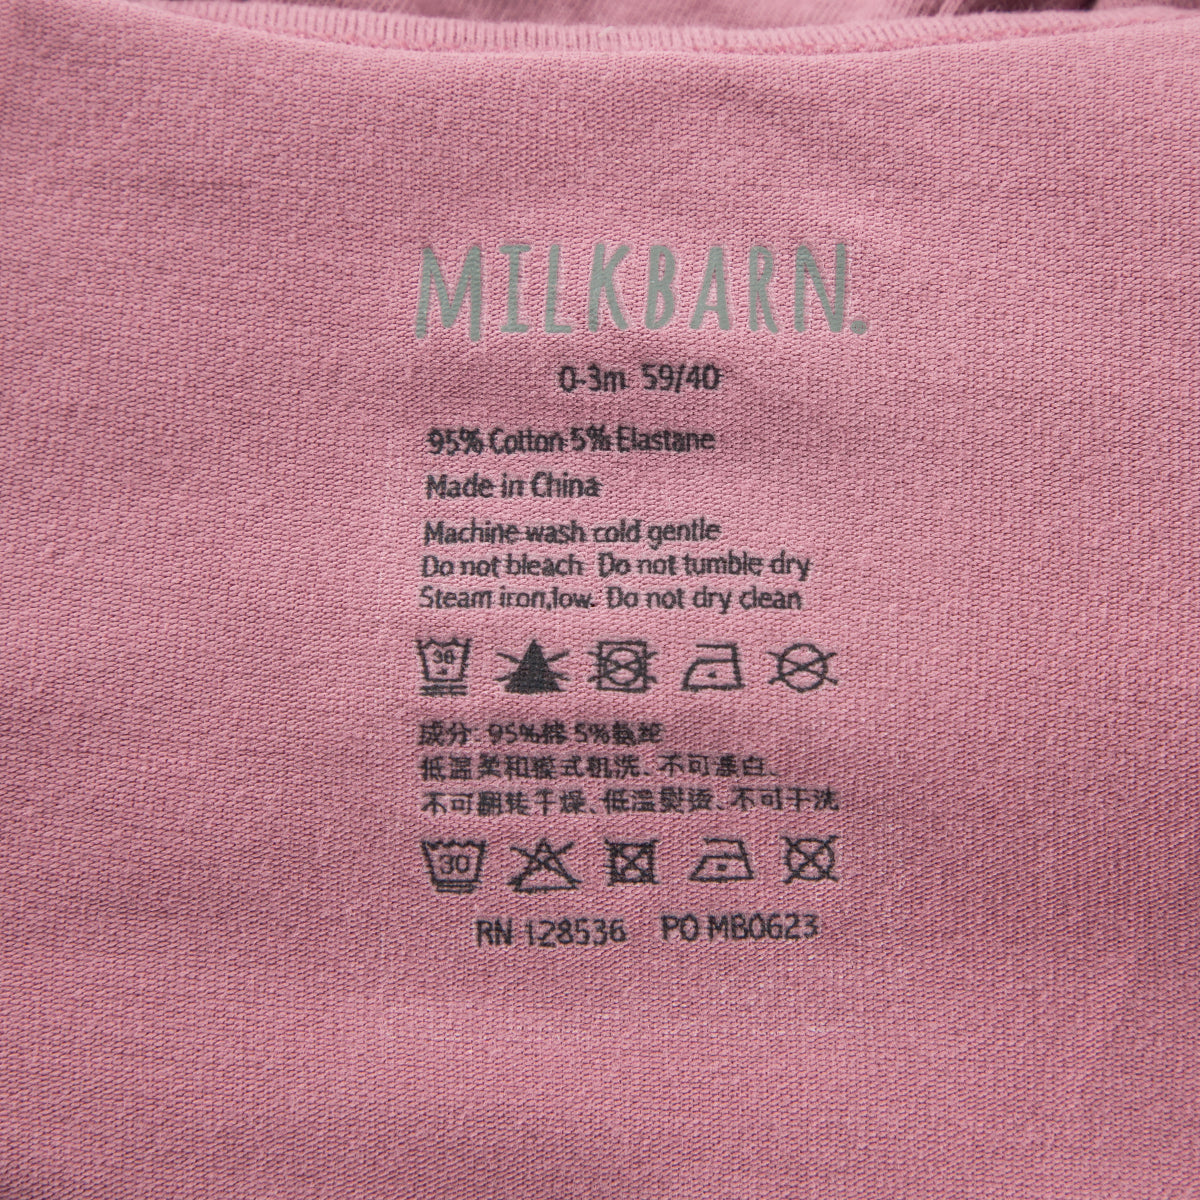 MILKBARN.
0-3m 59/40
95% Cotton 5% Elastane
Made in China
Machine wash cold gentle
Do not bleach Do not tumble dry
Steam iron,low. Do not dry clean
30
成分: 95%棉 5%氨纶
低温柔和模式机洗、不可漂白、
不可翻转干燥、低温熨烫、不可干洗
30
RN 128536 PO MB0623